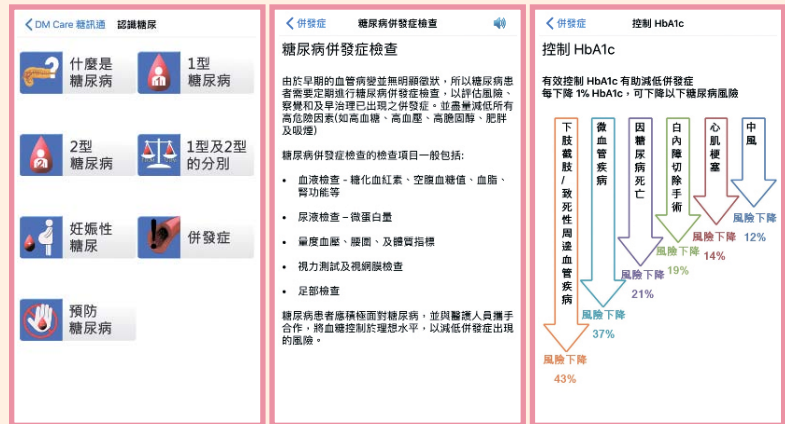 DM Care 糖訊通 認識糖尿
什麼是
糖尿病
1型
糖尿病
2型
糖尿病
1型及2型
的分別
妊娠性
糖尿
併發症
預防
糖尿病
併發症 糖尿病併發症檢查
糖尿病併發症檢查
由於早期的血管病變並無明顯徵狀，所以糖尿病患
者需要定期進行糖尿病併發症檢查，以評估風險、
察覺和及早治理已出現之併發症。並盡量減低所有
高危險因素(如高血糖、高血壓、高膽固醇、肥胖
及吸煙)
糖尿病併發症檢查的檢查項目一般包括:
• 血液檢查 - 糖化血紅素、空腹血糖值、血脂、
腎功能等
• 尿液檢查 – 微蛋白量
• 量度血壓、腰圍、及體質指標
• 視力測試及視網膜檢查
• 足部檢查
糖尿病患者應積極面對糖尿病，並與醫護人員攜手
合作，將血糖控制於理想水平，以減低併發症出現
的風險。
併發症 控制 HbA1c
控制 HbA1c
有效控制 HbA1c 有助減低併發症
每下降 1% HbA1c，可下降以下糖尿病風險
下肢截肢/致死性周邊血管疾病
風險下降
43%
微血管疾病
風險下降
37%
因糖尿病死亡
風險下降
21%
白內障切除手術
風險下降
19%
心肌梗塞
風險下降
14%
中風
風險下降
12%